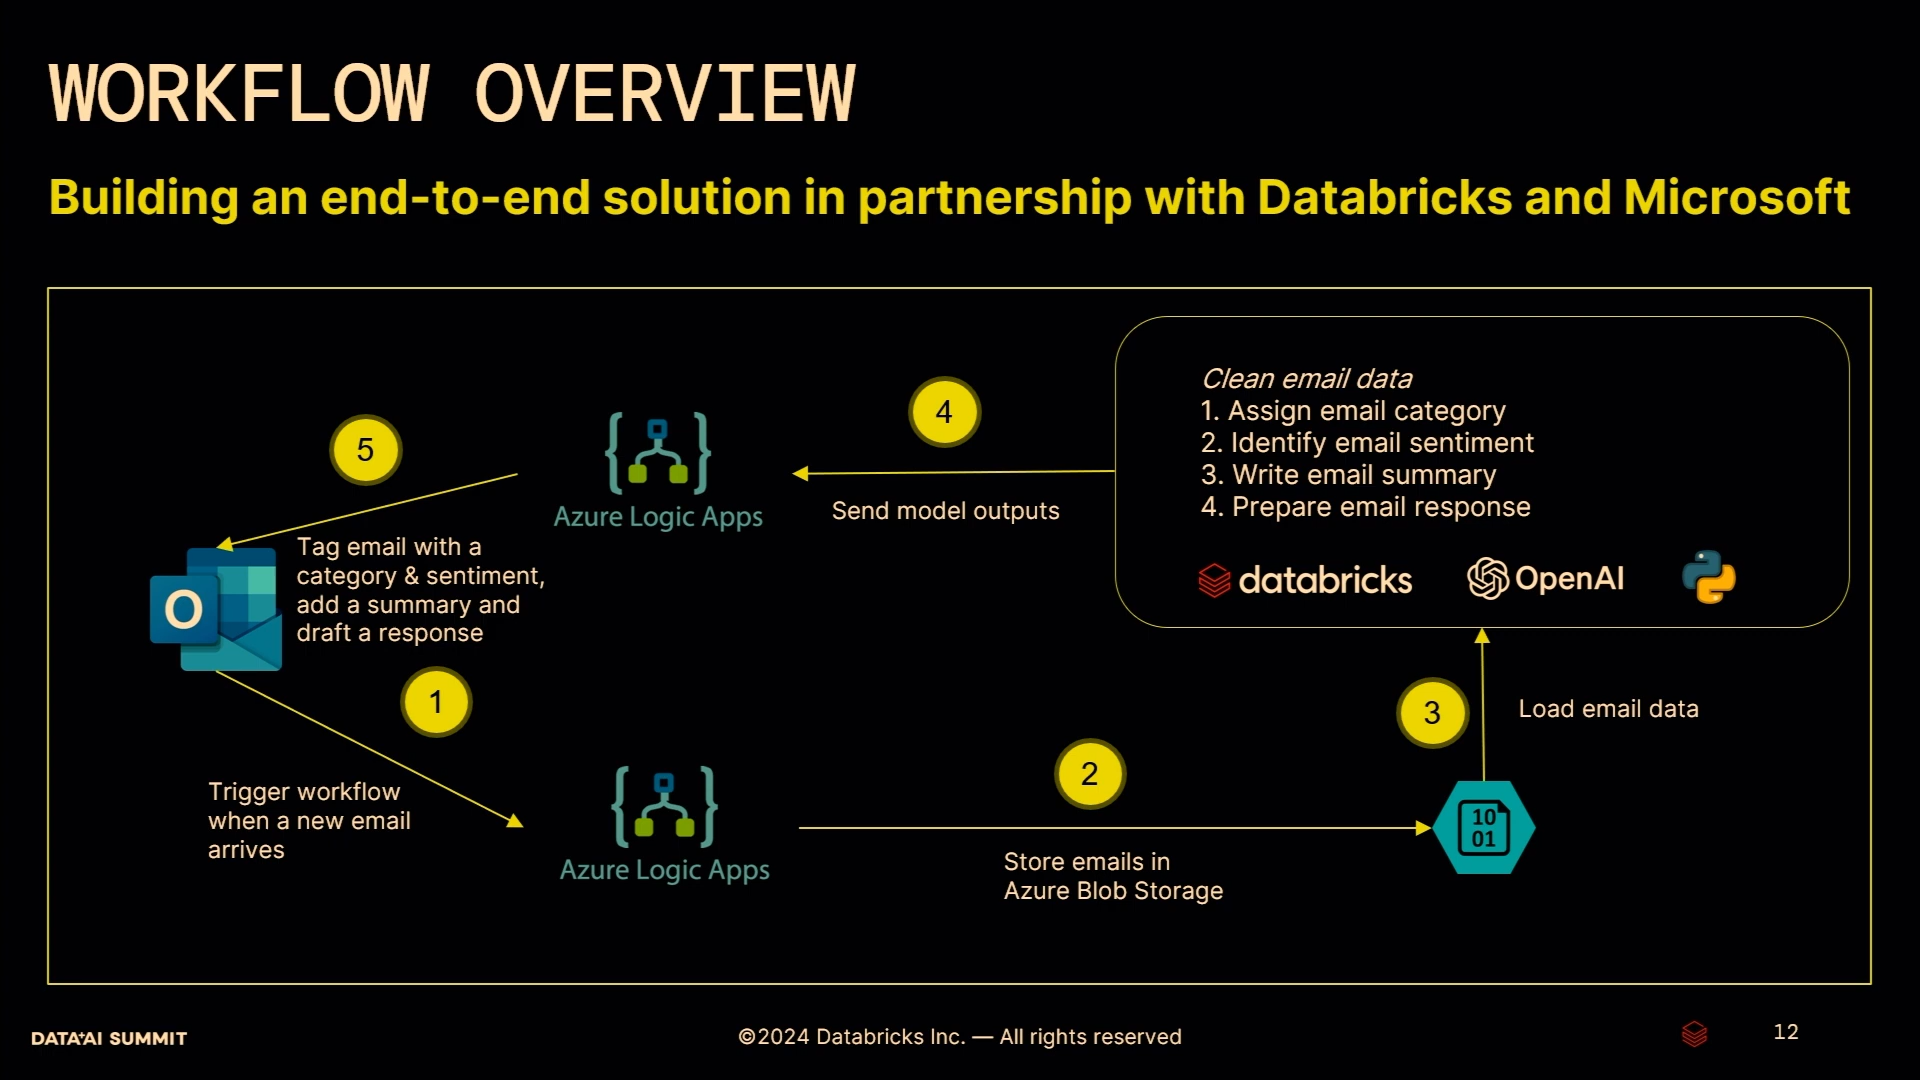 WORKFLOW OVERVIEW
Building an end-to-end solution in partnership with Databricks and Microsoft
Clean email data
1. Assign email category
2. Identify email sentiment
3. Write email summary
4. Prepare email response
databricks
OpenAI
4
Send model outputs
Azure Logic Apps
5
Tag email with a
category & sentiment,
add a summary and
draft a response
O
1
Trigger workflow
when a new email
arrives
Azure Logic Apps
2
Store emails in
Azure Blob Storage
3
Load email data
10
01
DATA+AI SUMMIT
©2024 Databricks Inc. — All rights reserved
12